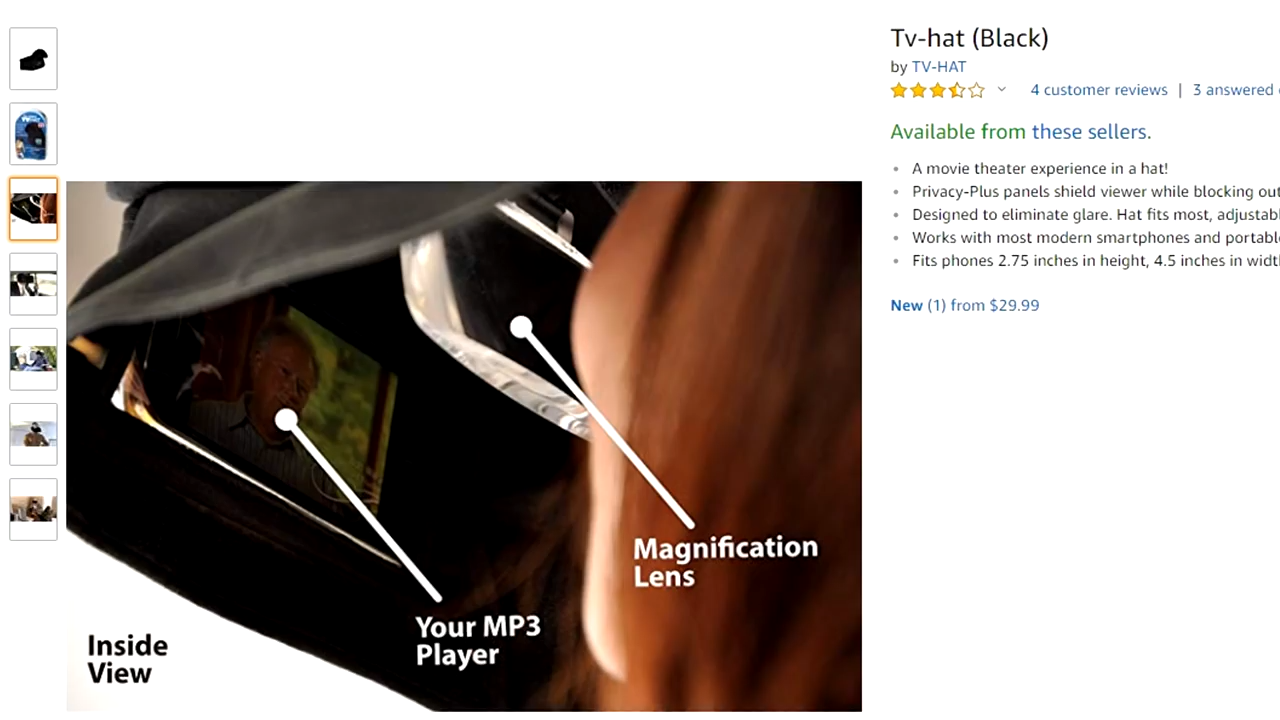 Tv-hat (Black)
by TV-HAT
4 customer reviews | 3 answered
Available from these sellers.
A movie theater experience in a hat!
Privacy-Plus panels shield viewer while blocking out
Designed to eliminate glare. Hat fits most, adjustabl
Works with most modern smartphones and portabl
Fits phones 2.75 inches in height, 4.5 inches in widt
New (1) from $29.99
Magnification
Lens
Your MP3
Player
Inside
View